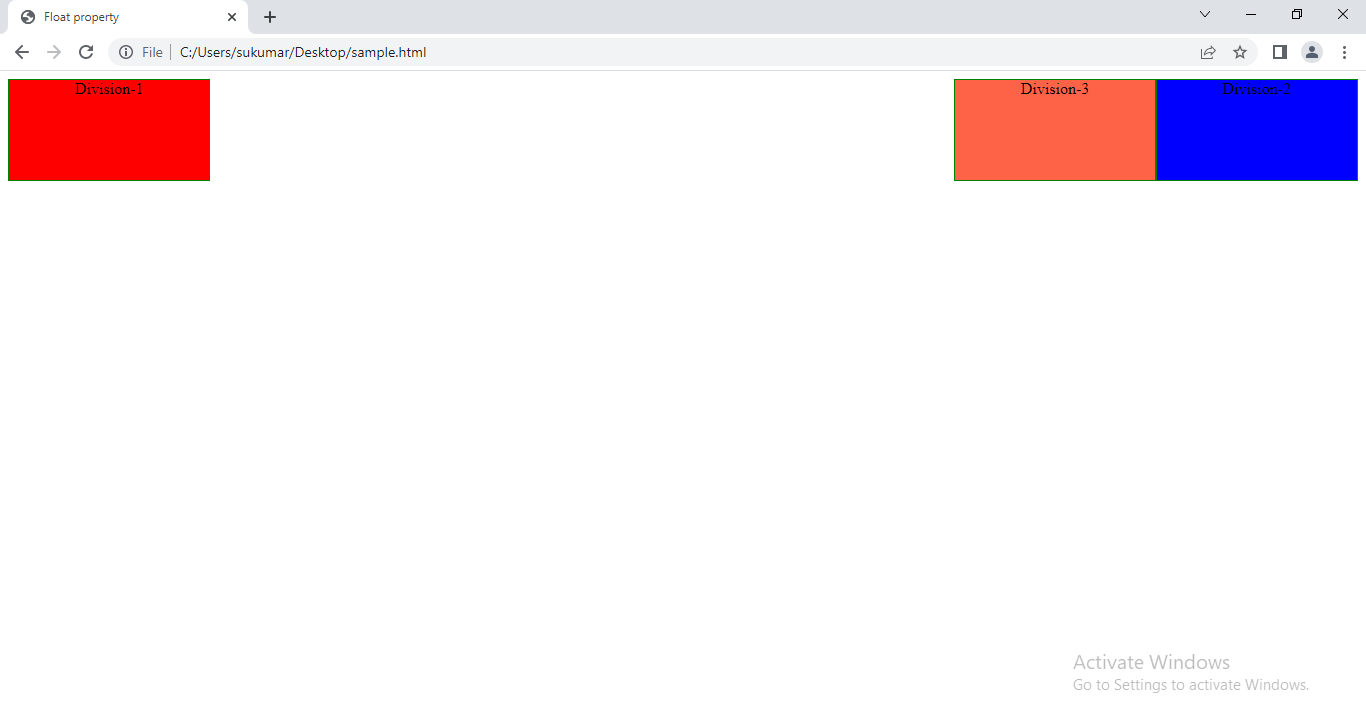 Float property
File C:/Users/sukumar/Desktop/sample.html
Division-1 Division-3 Division-2
Activate Windows
Go to Settings to activate Windows.